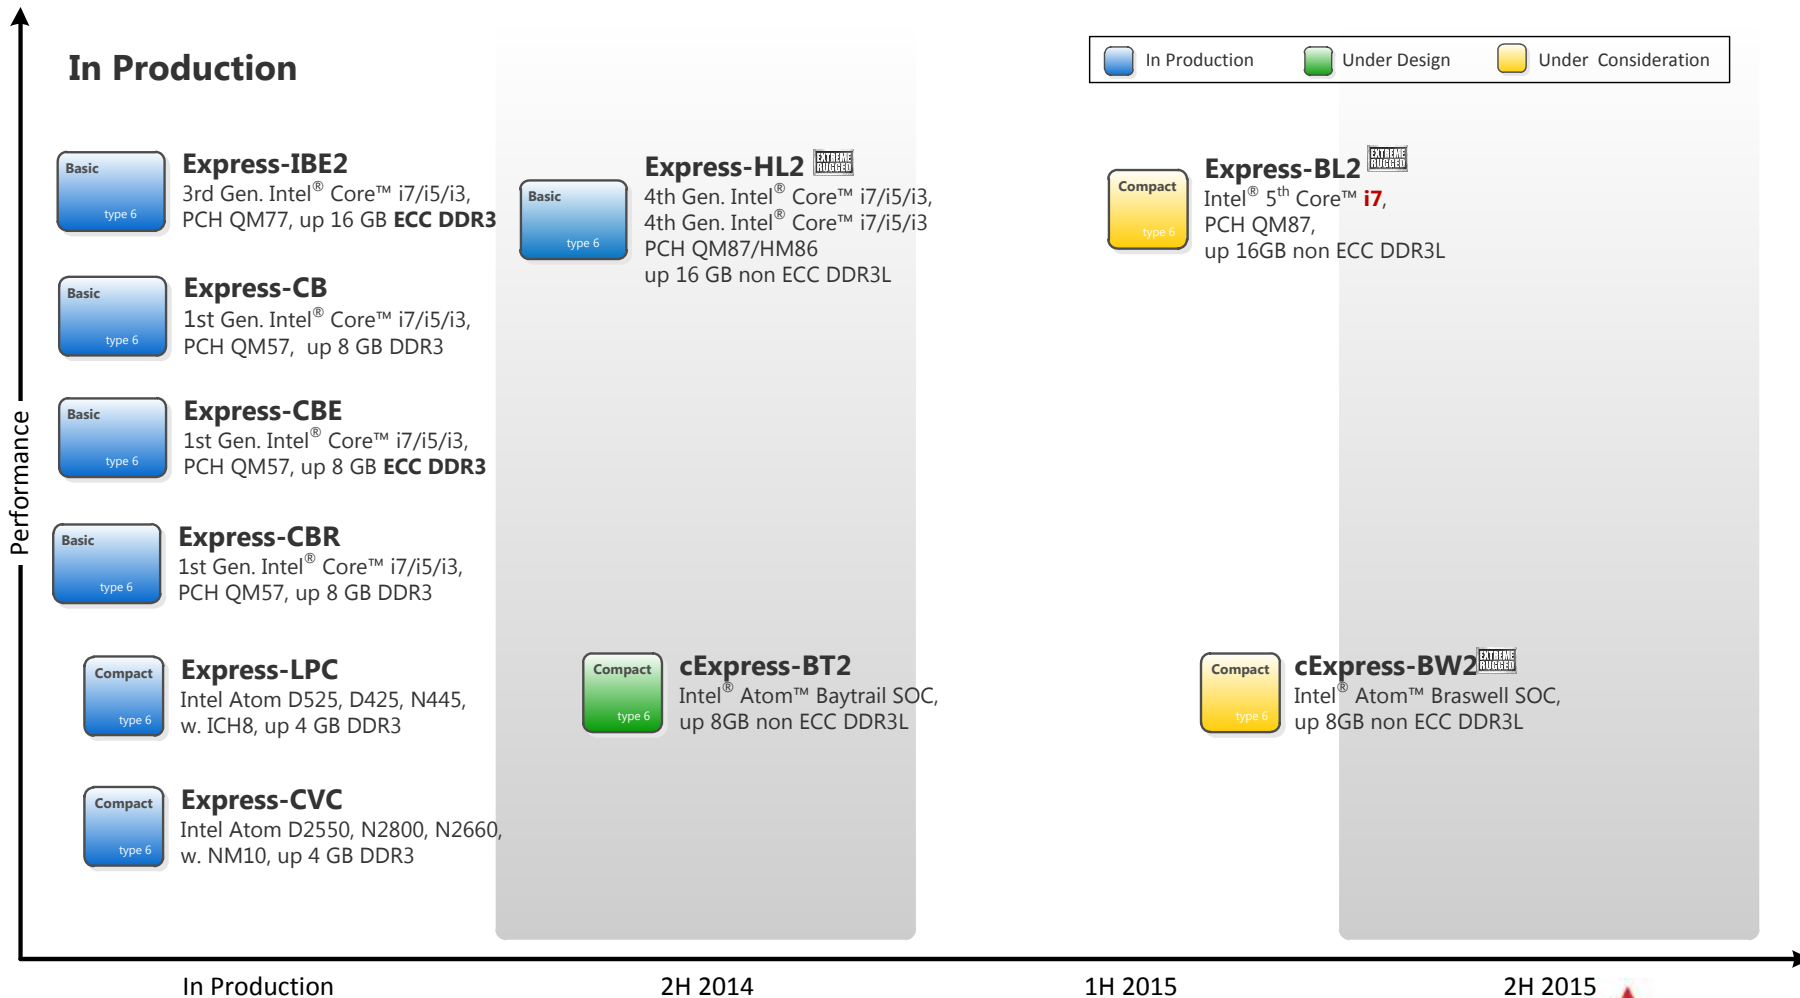 In Production
In Production
Under Design
Under Consideration
Basic
type 6
Express-IBE2
3rd Gen. Intel® Core™ i7/i5/i3,
PCH QM77, up 16 GB ECC DDR3
Basic
type 6
Express-HL2 EXTREME RUGGED
4th Gen. Intel® Core™ i7/i5/i3,
4th Gen. Intel® Core™ i7/i5/i3
PCH QM87/HM86
up 16 GB non ECC DDR3L
Compact
type 6
Express-BL2 EXTREME RUGGED
Intel® 5th Core™ i7,
PCH QM87,
up 16GB non ECC DDR3L
Basic
type 6
Express-CB
1st Gen. Intel® Core™ i7/i5/i3,
PCH QM57, up 8 GB DDR3
Basic
type 6
Express-CBE
1st Gen. Intel® Core™ i7/i5/i3,
PCH QM57, up 8 GB ECC DDR3
Basic
type 6
Express-CBR
1st Gen. Intel® Core™ i7/i5/i3,
PCH QM57, up 8 GB DDR3
Compact
type 6
Express-LPC
Intel Atom D525, D425, N445,
w. ICH8, up 4 GB DDR3
Compact
type 6
cExpress-BT2
Intel® Atom™ Baytrail SOC,
up 8GB non ECC DDR3L
Compact
type 6
cExpress-BW2 EXTREME RUGGED
Intel® Atom™ Braswell SOC,
up 8GB non ECC DDR3L
Compact
type 6
Express-CVC
Intel Atom D2550, N2800, N2660,
w. NM10, up 4 GB DDR3
Performance
In Production
2H 2014
1H 2015
2H 2015